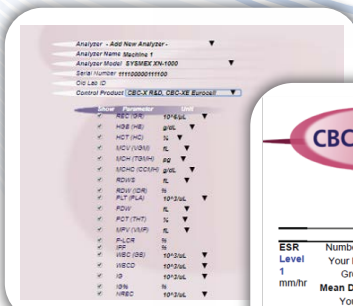 Analyzer - Add New Analyzer -
Analyzer Name Machine 1
Analyzer Model SYSMEX XN-1000
Serial Number 111100000111100
Old Lab ID
Control Product CBC-X R&D, CBC-XE Eurocell
Show Parameter Unit
RBC (GR) 10^6/uL
HGB (HB) g/dL
HCT (HC) %
MCV (VGM) fL
MCH (TGMH) pg
MCHC (CCMH) g/dL
RDWS fL
RDW (IDR) %
PLT (PLA) 10^3/uL
PDW fL
PCT (THT) %
MPV (VMP) fL
P-LCR %
IPF %
WBC (GB) 10^3/uL
WBCD 10^3/uL
IG 10^3/uL
IG% %
NRBC 10^3/uL
CBC
ESR Numbe
Level Your
1 Gr
mm/hr Mean D
You